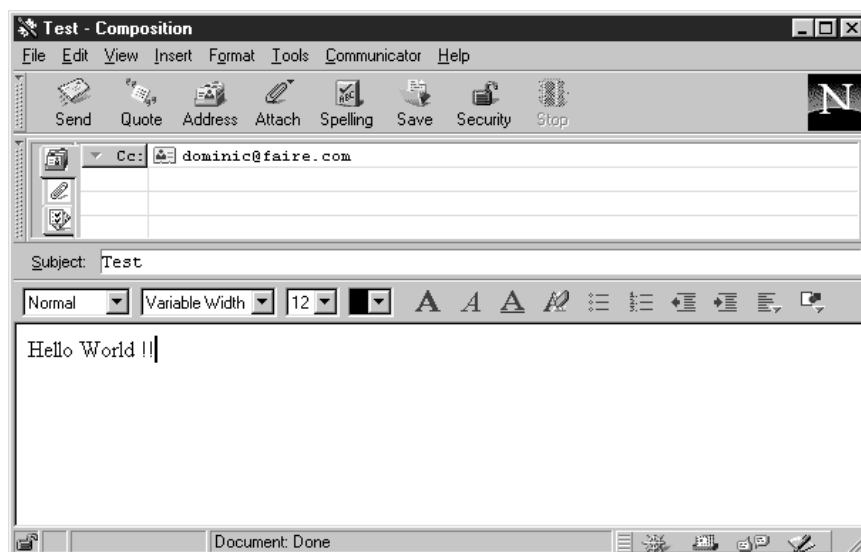 Test - Composition
File Edit View Insert Format Tools Communicator Help
Send Quote Address Attach Spelling Save Security Stop
N
Cc: dominic@faire.com
Subject: Test
Normal Variable Width 12 A A A
Hello World !!
Document: Done